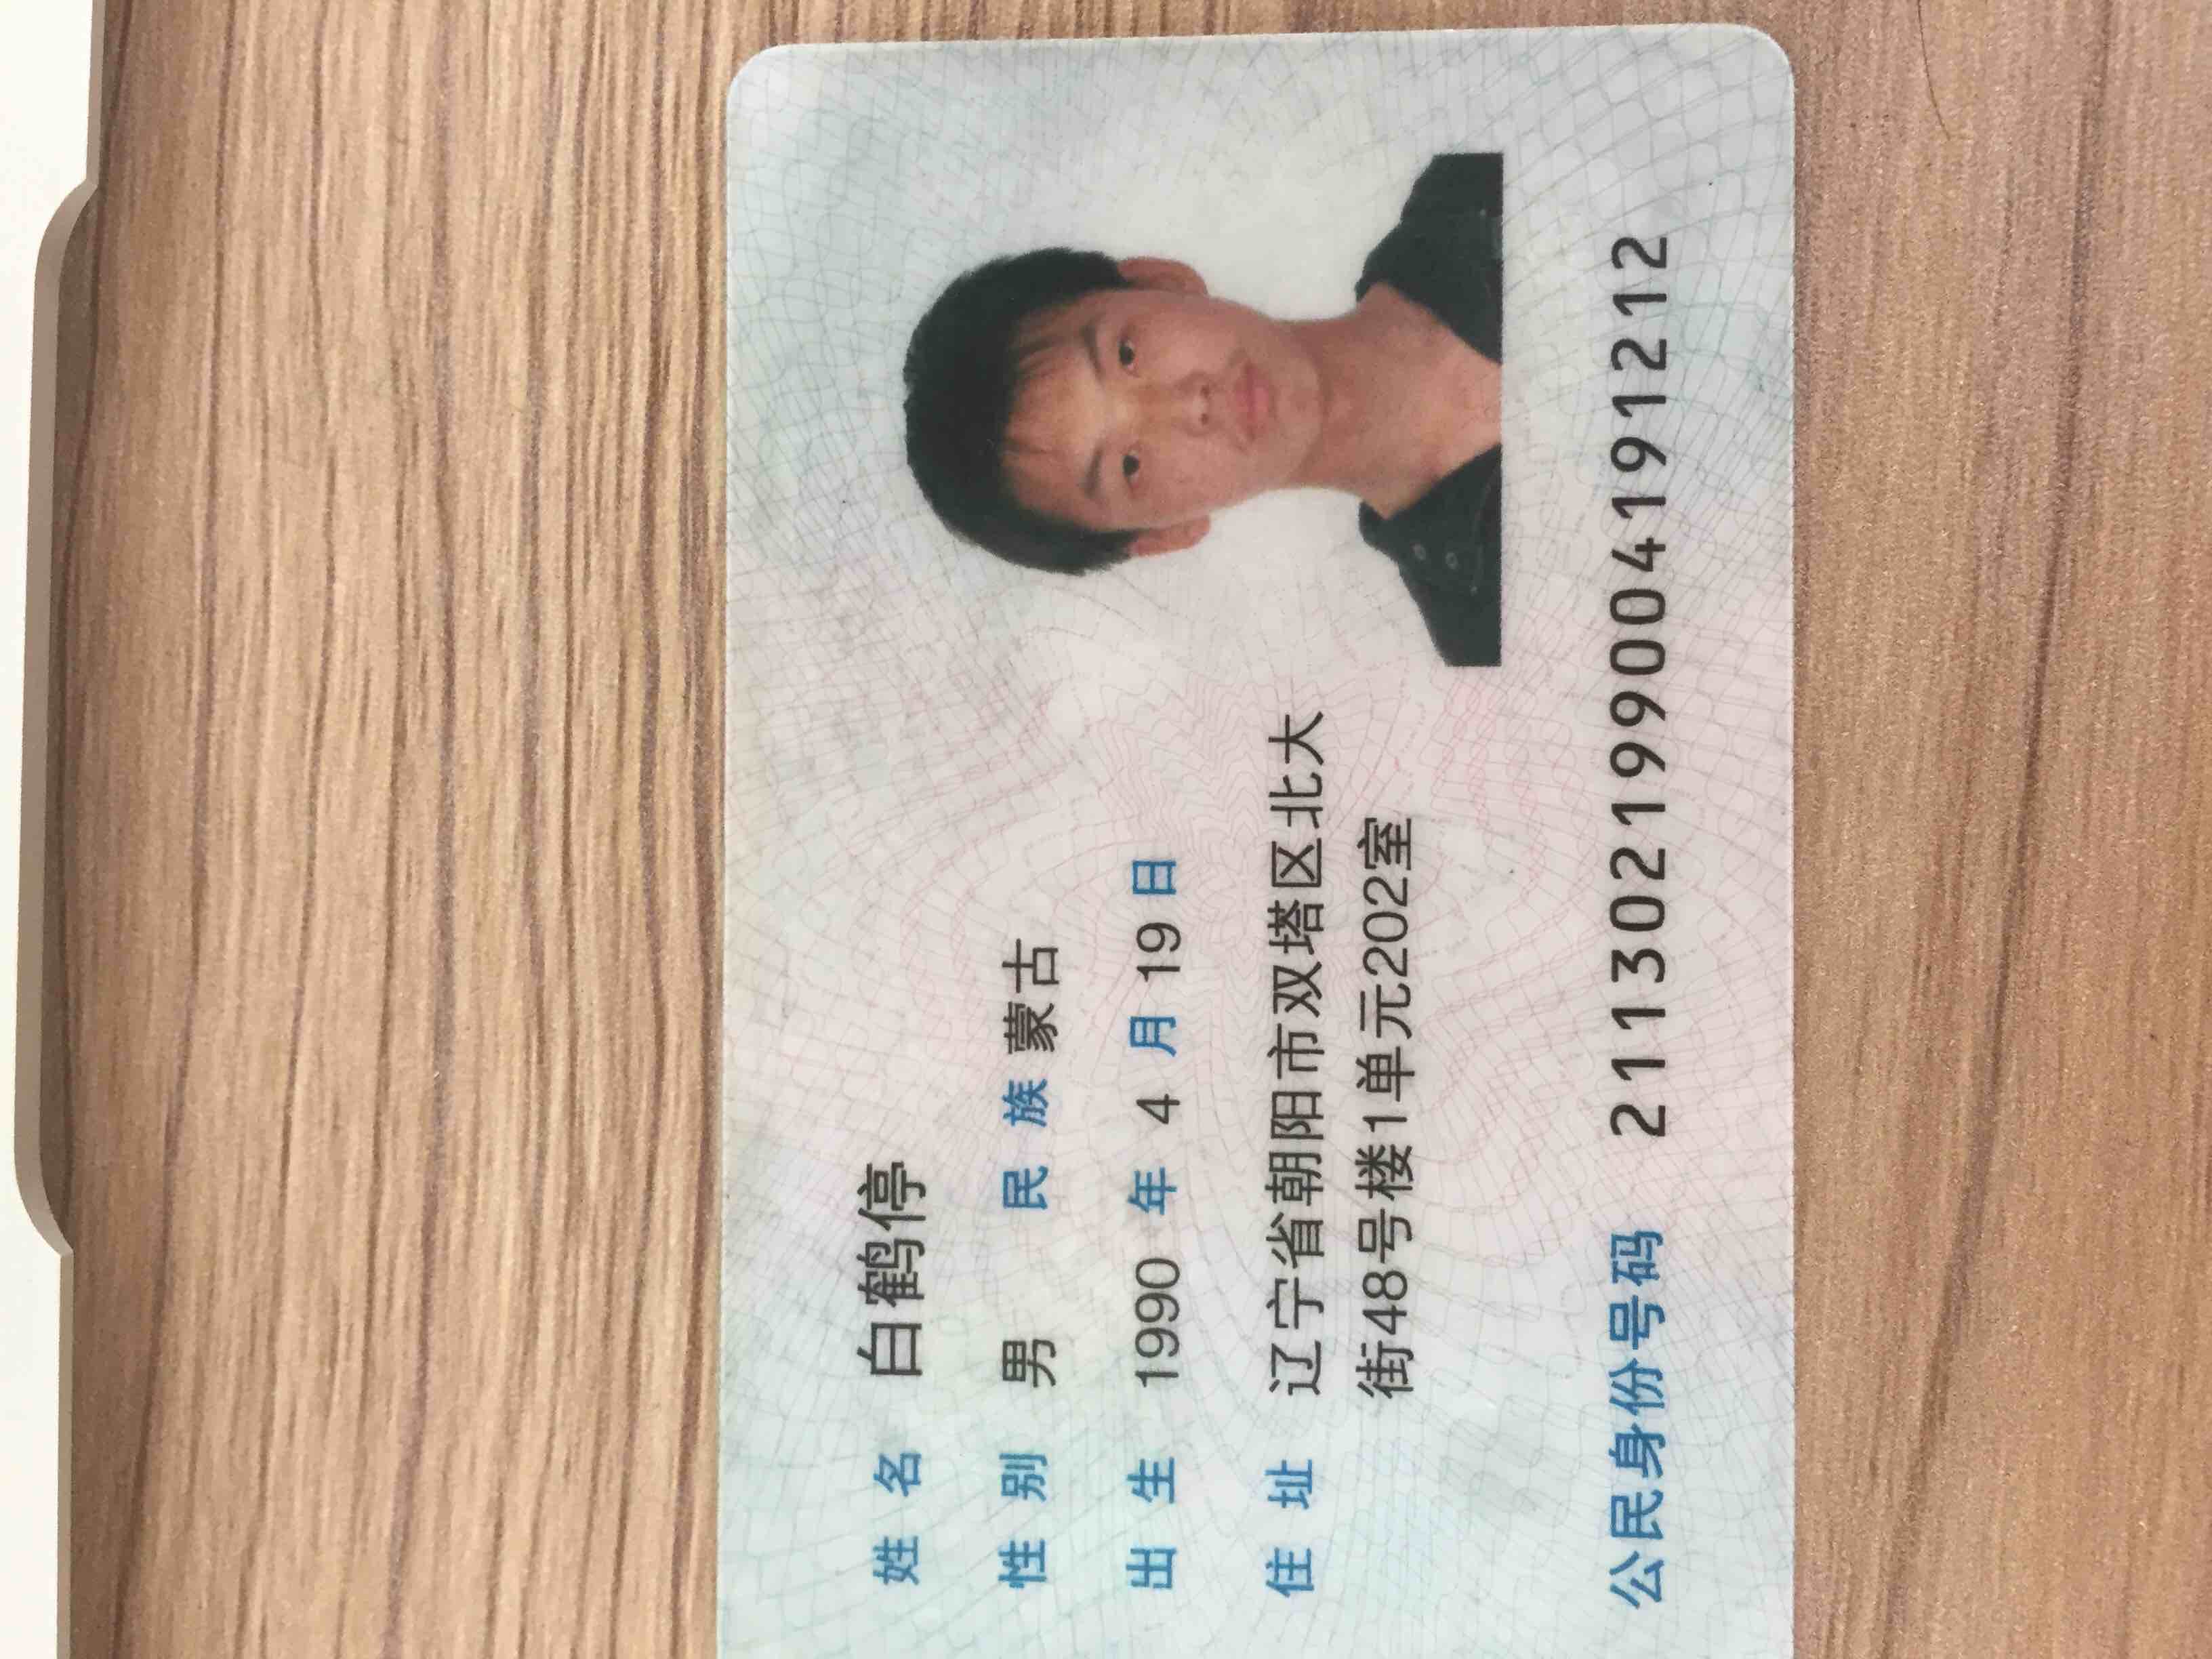 姓名 白鹤停
性别 男 民族 蒙古
出生 1990 年 4 月 19 日
住址 辽宁省朝阳市双塔区北大
街48号楼1单元202室
公民身份号码 211302199004191212